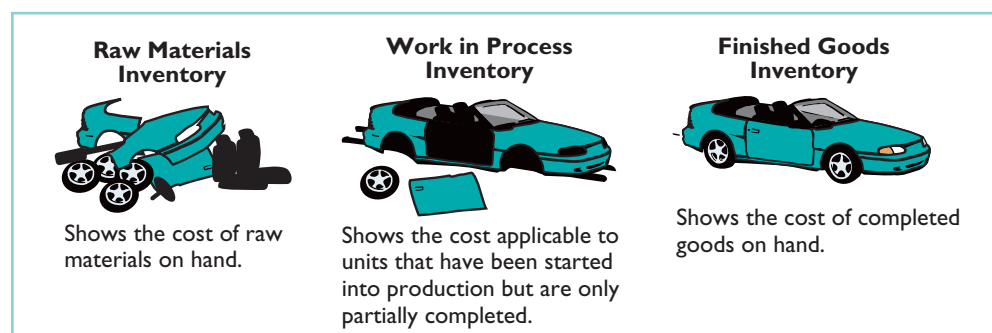 Raw Materials
Inventory
Shows the cost of raw
materials on hand.
Work in Process
Inventory
Shows the cost applicable to
units that have been started
into production but are only
partially completed.
Finished Goods
Inventory
Shows the cost of completed
goods on hand.